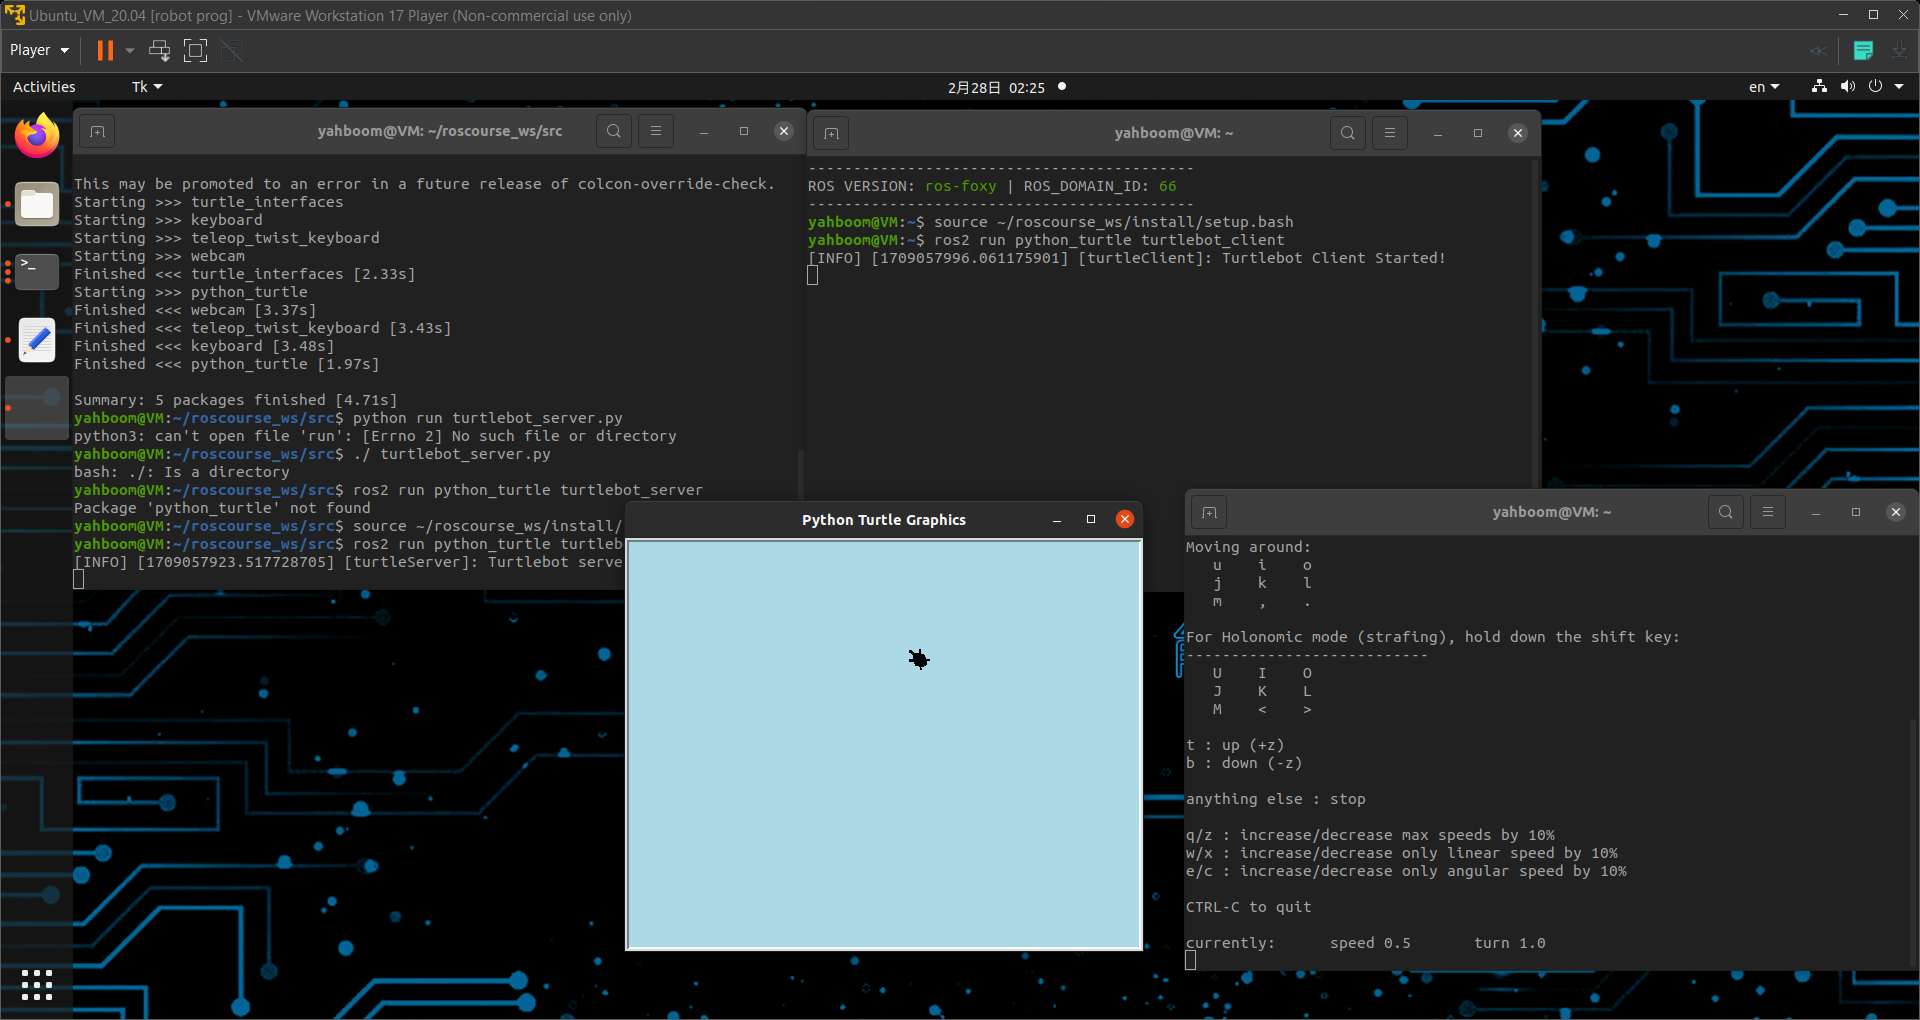 Ubuntu_VM_20.04 [robot prog] - VMware Workstation 17 Player (Non-commercial use only)
Player
Activities
Tk
2月28日 02:25
en
yahboom@VM: ~/roscourse_ws/src
This may be promoted to an error in a future release of colcon-override-check.
Starting >>> turtle_interfaces
Starting >>> keyboard
Starting >>> teleop_twist_keyboard
Starting >>> webcam
Finished <<< turtle_interfaces [2.33s]
Starting >>> python_turtle
Finished <<< webcam [3.37s]
Finished <<< teleop_twist_keyboard [3.43s]
Finished <<< keyboard [3.48s]
Finished <<< python_turtle [1.97s]
Summary: 5 packages finished [4.71s]
yahboom@VM:~/roscourse_ws/src$ python run turtlebot_server.py
python3: can't open file 'run': [Errno 2] No such file or directory
yahboom@VM:~/roscourse_ws/src$ ./ turtlebot_server.py
bash: ./: Is a directory
yahboom@VM:~/roscourse_ws/src$ ros2 run python_turtle turtlebot_server
Package 'python_turtle' not found
yahboom@VM:~/roscourse_ws/src$ source ~/roscourse_ws/install/
yahboom@VM:~/roscourse_ws/src$ ros2 run python_turtle turtleb
[INFO] [1709057923.517728705] [turtleServer]: Turtlebot serve
yahboom@VM: ~
--------------------------------------------
ROS VERSION: ros-foxy | ROS_DOMAIN_ID: 66
--------------------------------------------
yahboom@VM:~$ source ~/roscourse_ws/install/setup.bash
yahboom@VM:~$ ros2 run python_turtle turtlebot_client
[INFO] [1709057996.061175901] [turtleClient]: Turtlebot Client Started!
Python Turtle Graphics
yahboom@VM: ~
Moving around:
u i o
j k l
m , .
For Holonomic mode (strafing), hold down the shift key:
---------------------------
U I O
J K L
M < >
t : up (+z)
b : down (-z)
anything else : stop
q/z : increase/decrease max speeds by 10%
w/x : increase/decrease only linear speed by 10%
e/c : increase/decrease only angular speed by 10%
CTRL-C to quit
currently: speed 0.5 turn 1.0